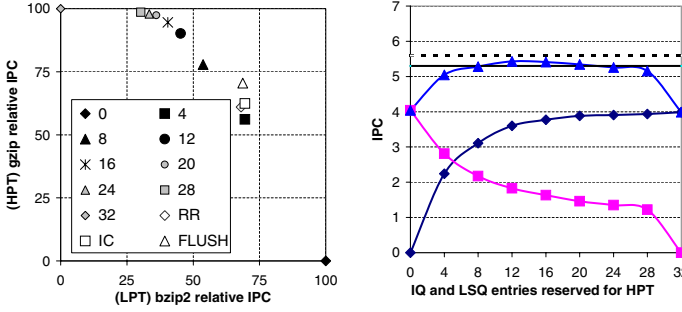 100
75
50
25
0
0 25 50 75 100
(HPT) gzip relative IPC
(LPT) bzip2 relative IPC
0 4
8 12
16 20
24 28
32 RR
IC FLUSH
7
6
5
4
3
2
1
0
0 4 8 12 16 20 24 28 32
IPC
IQ and LSQ entries reserved for HPT